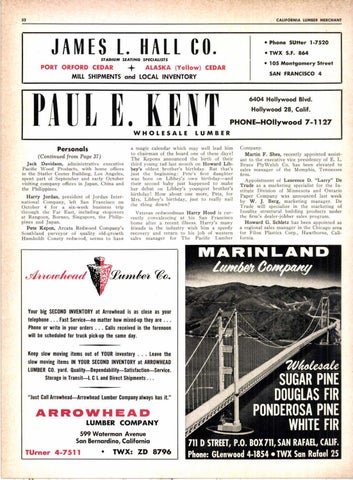 52
CALIFORNIA LUMBER MERCHANT
JAMES L. HALL CO.
STADIUM SEATING SPECIALISTS
PORT ORFORD CEDAR + ALASKA (Yellow) CEDAR
MILL SHIPMENTS and LOCAL INVENTORY
• Phone SUtter 1-7520
• TWX S.F. 864
• 105 Montgomery Street
SAN FRANCISCO 4
PAUL E. KENT
WHOLESALE LUMBER
6404 Hollywood Blvd.
Hollywood 28, Calif.
PHONE—HOllywood 7-1127
Personals
(Continued from Page 37)
Jack Davidson, administrative executive
Pacific Wood Products, with home offices
in the Statler Center Building, Los Angeles,
spent part of September and early October
visiting company offices in Japan, China and
the Philippines.
Harry Jordan, president of Jordan Inter-
national Company, left San Francisco on
October 4 for a six-week business trip
through the Far East, including stopovers
at Rangoon, Borneo, Singapore, the Philip-
pines and Japan.
Pete Kapon, Arcata Redwood Company's
Southland purveyor of quality old-growth
Humboldt County redwood, seems to have
a magic calendar which may well lead him
to chairman of the board one of these days!
The Kapons announced the birth of their
third young one last month on Howard Lib-
bey's oldest brother's birthday. But that's
just the beginning: Pete's first daughter
was born on Libbey's own birthday—and
their second baby just happened to make
her debut on Libbey's youngest brother's
birthday! How about one more, Pete, for
Mrs. Libbey's birthday, just to really nail
the thing down?
Veteran redwoodman Harry Hood is cur-
rently convalescing at his San Francisco
home after a recent illness. Harry's many
friends in the industry wish him a speedy
recovery and return to his job of western
sales manager for The Pacific Lumber
Company.
Martin F. Shea, recently appointed assist-
ant to the executive vice presidency of E. L.
Bruce PlyWelsh Co., has been elected to
sales manager of the Memphis, Tennessee
firm.
Appointment of Laurence D. "Larry" De
Trude as a marketing specialist for the In-
sulite Division of Minnesota and Ontario
Paper Company was announced last week
by W. J. Berg, marketing manager. De
Trude will specialize in the marketing of
Insulite structural building products under
the firm's dealer-jobber sales program.
Howard G. Schletz has been appointed as
a regional sales manager in the Chicago area
for Filon Plastics Corp., Hawthorne, Cali-
fornia.
Arrowhead Lumber Co.
Your big SECOND INVENTORY at Arrowhead is as close as your
telephone . . . Fast Service—no matter how mixed-up they are . . .
Phone or write in your orders . . . Calls received in the forenoon
will be scheduled for truck pick-up the same day.
Keep slow moving items out of YOUR inventory . . . Leave the
slow moving items IN YOUR SECOND INVENTORY at ARROWHEAD
LUMBER CO. yard. Quality—Dependability—Satisfaction—Service.
Storage in Transit—L C L and Direct Shipments . . .
"Just Call Arrowhead—Arrowhead Lumber Company always has it."
ARROWHEAD
LUMBER COMPANY
599 Waterman Avenue
San Bernardino, California
TUrner 4-7511 • TWX: ZD 8796
MARINLAND
Lumber Company
Wholesale
SUGAR PINE
DOUGLAS FIR
PONDEROSA PINE
WHITE FIR
711 D STREET, P.O. BOX 711, SAN RAFAEL, CALIF.
Phone: GLenwood 4-1854 • TWX San Rafael 25